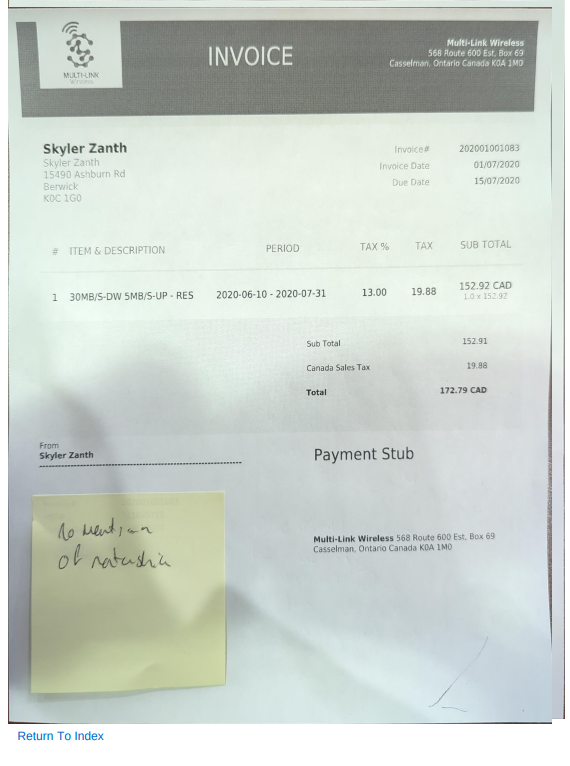 MULTI-LINK
Wireless
INVOICE
Multi-Link Wireless
568 Route 600 Est, Box 69
Casselman, Ontario Canada K0A 1M0
Skyler Zanth
Skyler Zanth
15490 Ashburn Rd
Berwick
K0C 1G0
Invoice# 202001001083
Invoice Date 01/07/2020
Due Date 15/07/2020
# ITEM & DESCRIPTION PERIOD TAX % TAX SUB TOTAL
1 30MB/S-DW 5MB/S-UP - RES 2020-06-10 - 2020-07-31 13.00 19.88 152.92 CAD
1.0 x 152.92
Sub Total 152.91
Canada Sales Tax 19.88
Total 172.79 CAD
From
Skyler Zanth
Payment Stub
Multi-Link Wireless 568 Route 600 Est, Box 69
Casselman, Ontario Canada K0A 1M0
No mention
of natashia
Return To Index